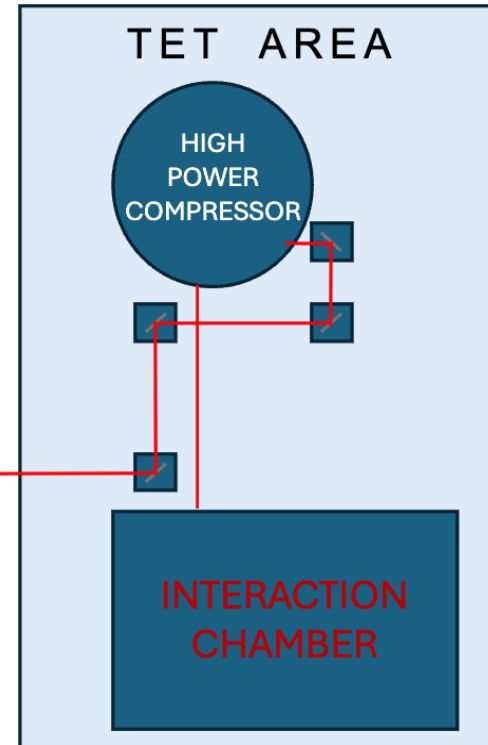 TET AREA
HIGH
POWER
COMPRESSOR
INTERACTION
CHAMBER